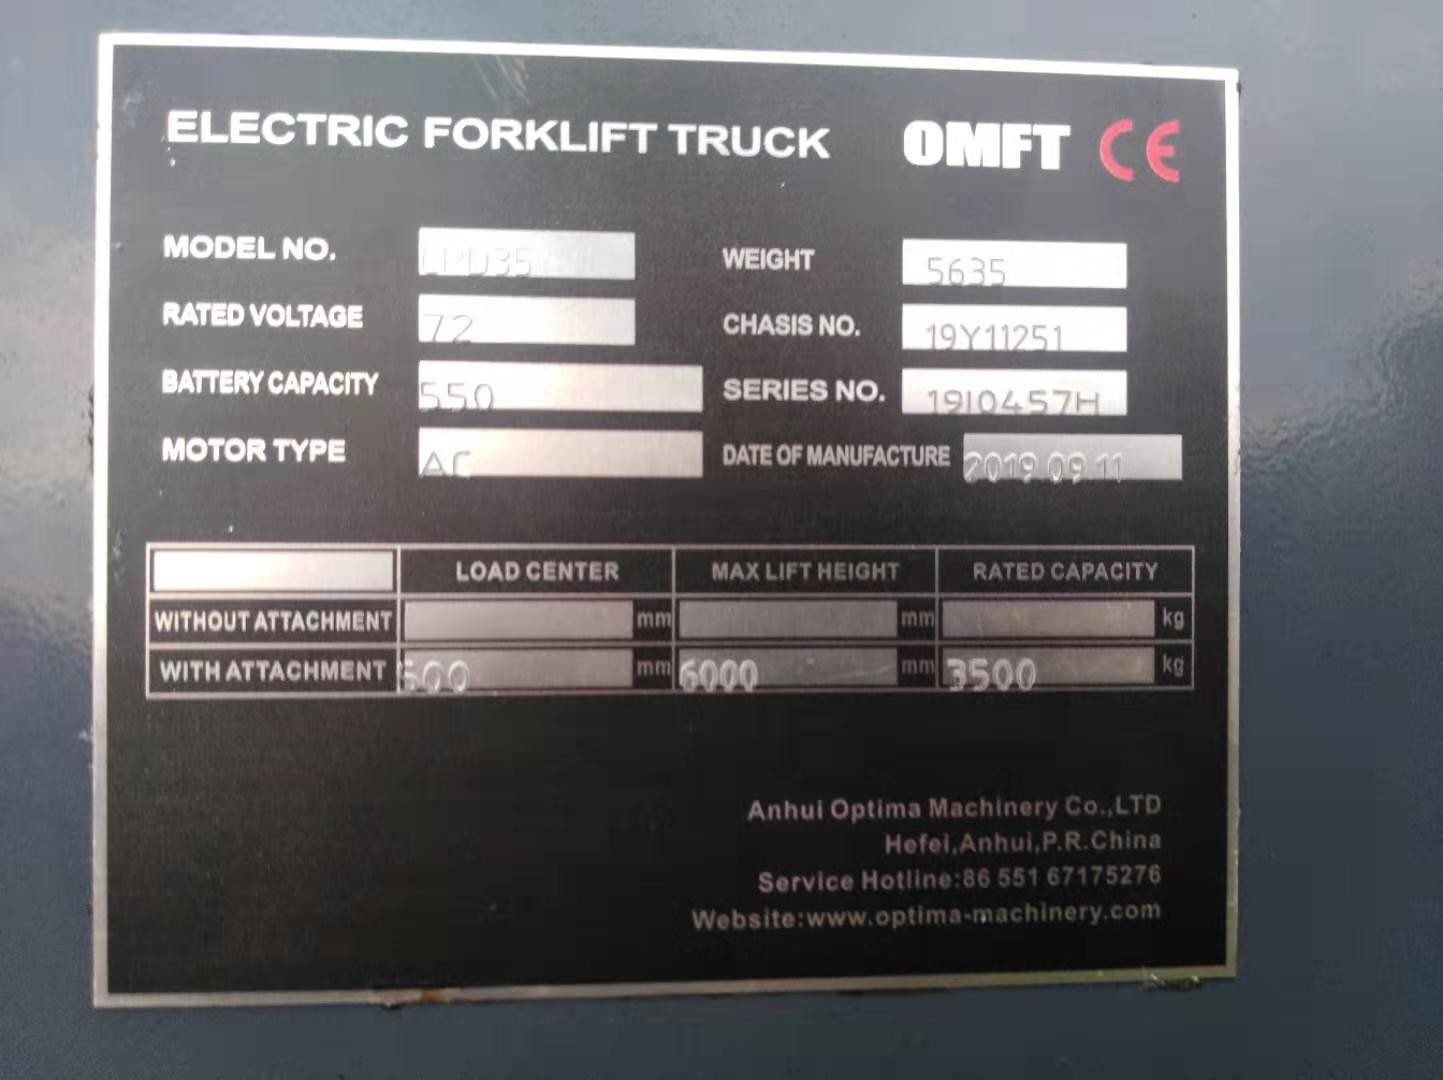 ELECTRIC FORKLIFT TRUCK OMFT CE
MODEL NO. WEIGHT 5635
RATED VOLTAGE 72 CHASIS NO. 19Y11251
BATTERY CAPACITY 550 SERIES NO. 19I0457H
MOTOR TYPE AC DATE OF MANUFACTURE 2019 09 11
LOAD CENTER MAX LIFT HEIGHT RATED CAPACITY
WITHOUT ATTACHMENT mm mm kg
WITH ATTACHMENT 500 mm 6000 mm 3500 kg
Anhui Optima Machinery Co.,LTD
Hefei,Anhui,P.R.China
Service Hotline:86 551 67175276
Website:www.optima-machinery.com